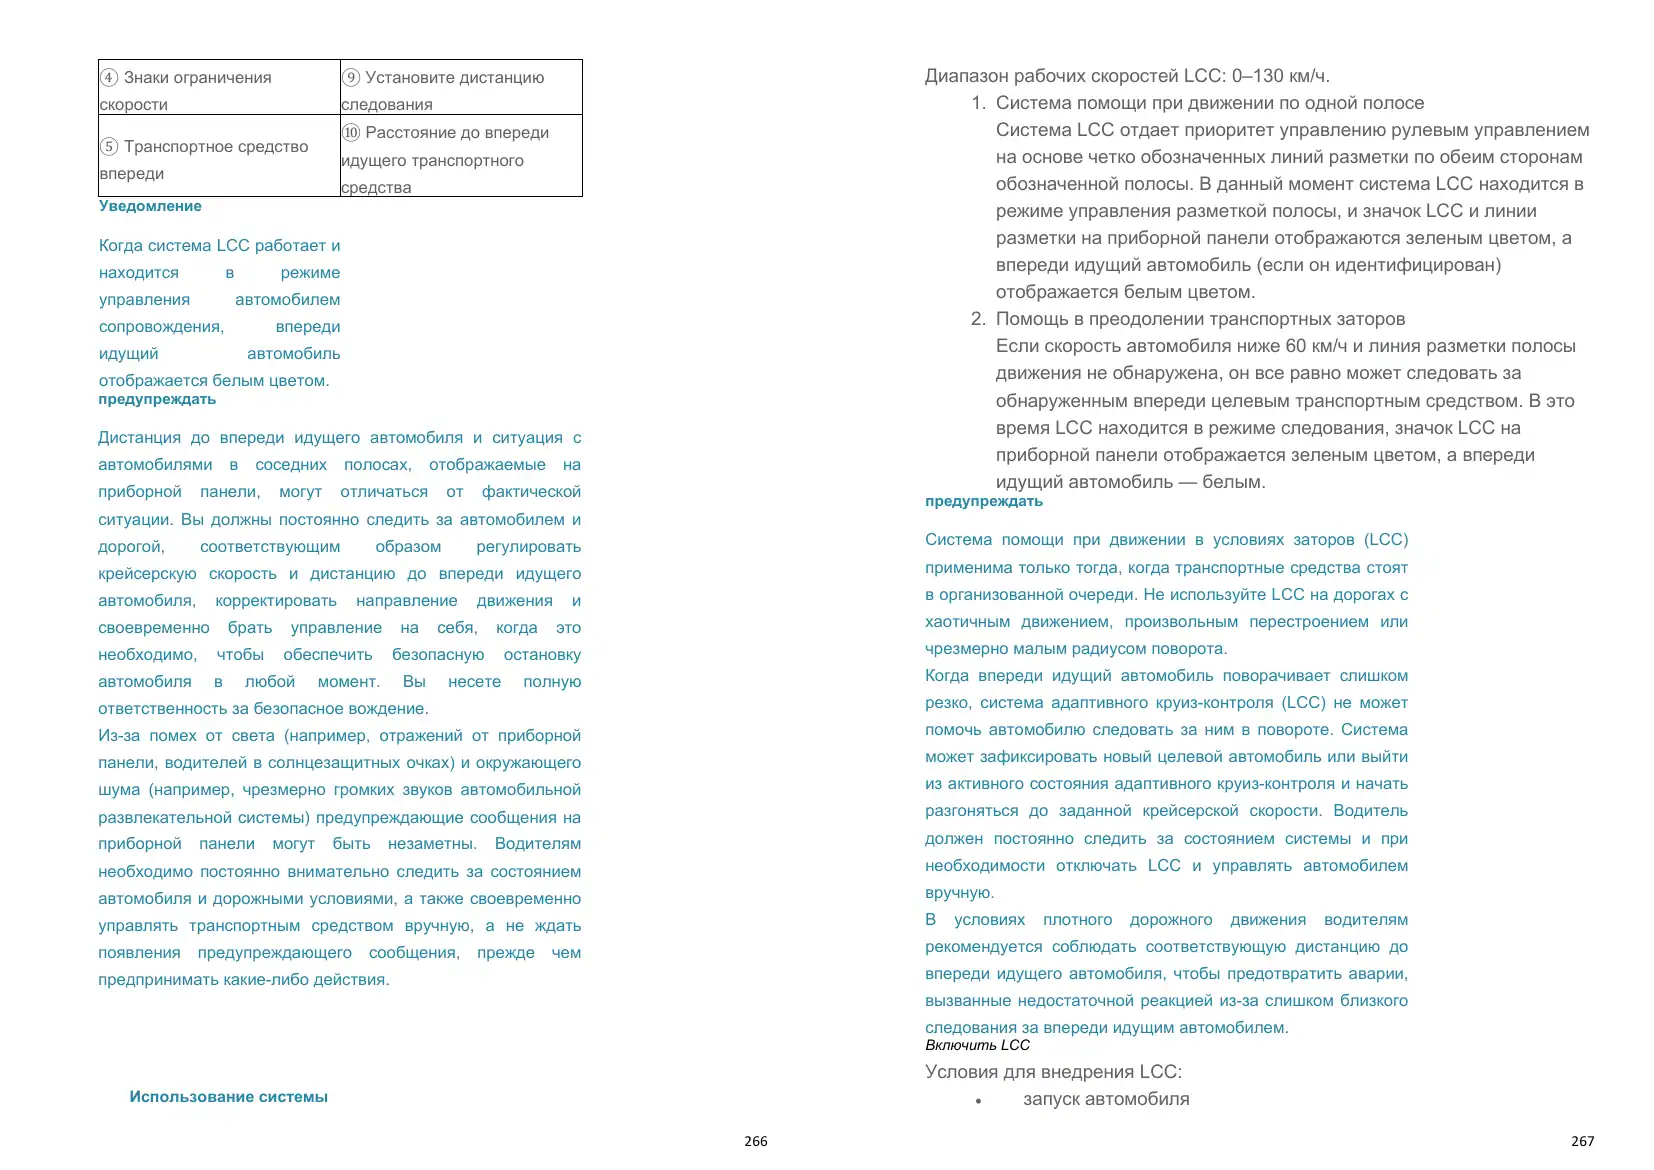 ④ Знаки ограничения
скорости
⑨ Установите дистанцию
следования
⑤ Транспортное средство
впереди
⑩ Расстояние до впереди
идущего транспортного
средства
Уведомление
Когда система LCC работает и
находится в режиме
управления автомобилем
сопровождения, впереди
идущий автомобиль
отображается белым цветом.
предупреждать
Дистанция до впереди идущего автомобиля и ситуация с
автомобилями в соседних полосах, отображаемые на
приборной панели, могут отличаться от фактической
ситуации. Вы должны постоянно следить за автомобилем и
дорогой, соответствующим образом регулировать
крейсерскую скорость и дистанцию до впереди идущего
автомобиля, корректировать направление движения и
своевременно брать управление на себя, когда это
необходимо, чтобы обеспечить безопасную остановку
автомобиля в любой момент. Вы несете полную
ответственность за безопасное вождение.
Из-за помех от света (например, отражений от приборной
панели, водителей в солнцезащитных очках) и окружающего
шума (например, чрезмерно громких звуков автомобильной
развлекательной системы) предупреждающие сообщения на
приборной панели могут быть незаметны. Водителям
необходимо постоянно внимательно следить за состоянием
автомобиля и дорожными условиями, а также своевременно
управлять транспортным средством вручную, а не ждать
появления предупреждающего сообщения, прежде чем
предпринимать какие-либо действия.
Использование системы
266
Диапазон рабочих скоростей LCC: 0–130 км/ч.
1. Система помощи при движении по одной полосе
Система LCC отдает приоритет управлению рулевым управлением
на основе четко обозначенных линий разметки по обеим сторонам
обозначенной полосы. В данный момент система LCC находится в
режиме управления разметкой полосы, и значок LCC и линии
разметки на приборной панели отображаются зеленым цветом, а
впереди идущий автомобиль (если он идентифицирован)
отображается белым цветом.
2. Помощь в преодолении транспортных заторов
Если скорость автомобиля ниже 60 км/ч и линия разметки полосы
движения не обнаружена, он все равно может следовать за
обнаруженным впереди целевым транспортным средством. В это
время LCC находится в режиме следования, значок LCC на
приборной панели отображается зеленым цветом, а впереди
идущий автомобиль — белым.
предупреждать
Система помощи при движении в условиях заторов (LCC)
применима только тогда, когда транспортные средства стоят
в организованной очереди. Не используйте LCC на дорогах с
хаотичным движением, произвольным перестроением или
чрезмерно малым радиусом поворота.
Когда впереди идущий автомобиль поворачивает слишком
резко, система адаптивного круиз-контроля (LCC) не может
помочь автомобилю следовать за ним в повороте. Система
может зафиксировать новый целевой автомобиль или выйти
из активного состояния адаптивного круиз-контроля и начать
разгоняться до заданной крейсерской скорости. Водитель
должен постоянно следить за состоянием системы и при
необходимости отключать LCC и управлять автомобилем
вручную.
В условиях плотного дорожного движения водителям
рекомендуется соблюдать соответствующую дистанцию до
впереди идущего автомобиля, чтобы предотвратить аварии,
вызванные недостаточной реакцией из-за слишком близкого
следования за впереди идущим автомобилем.
Включить LCC
Условия для внедрения LCC:
• запуск автомобиля
267